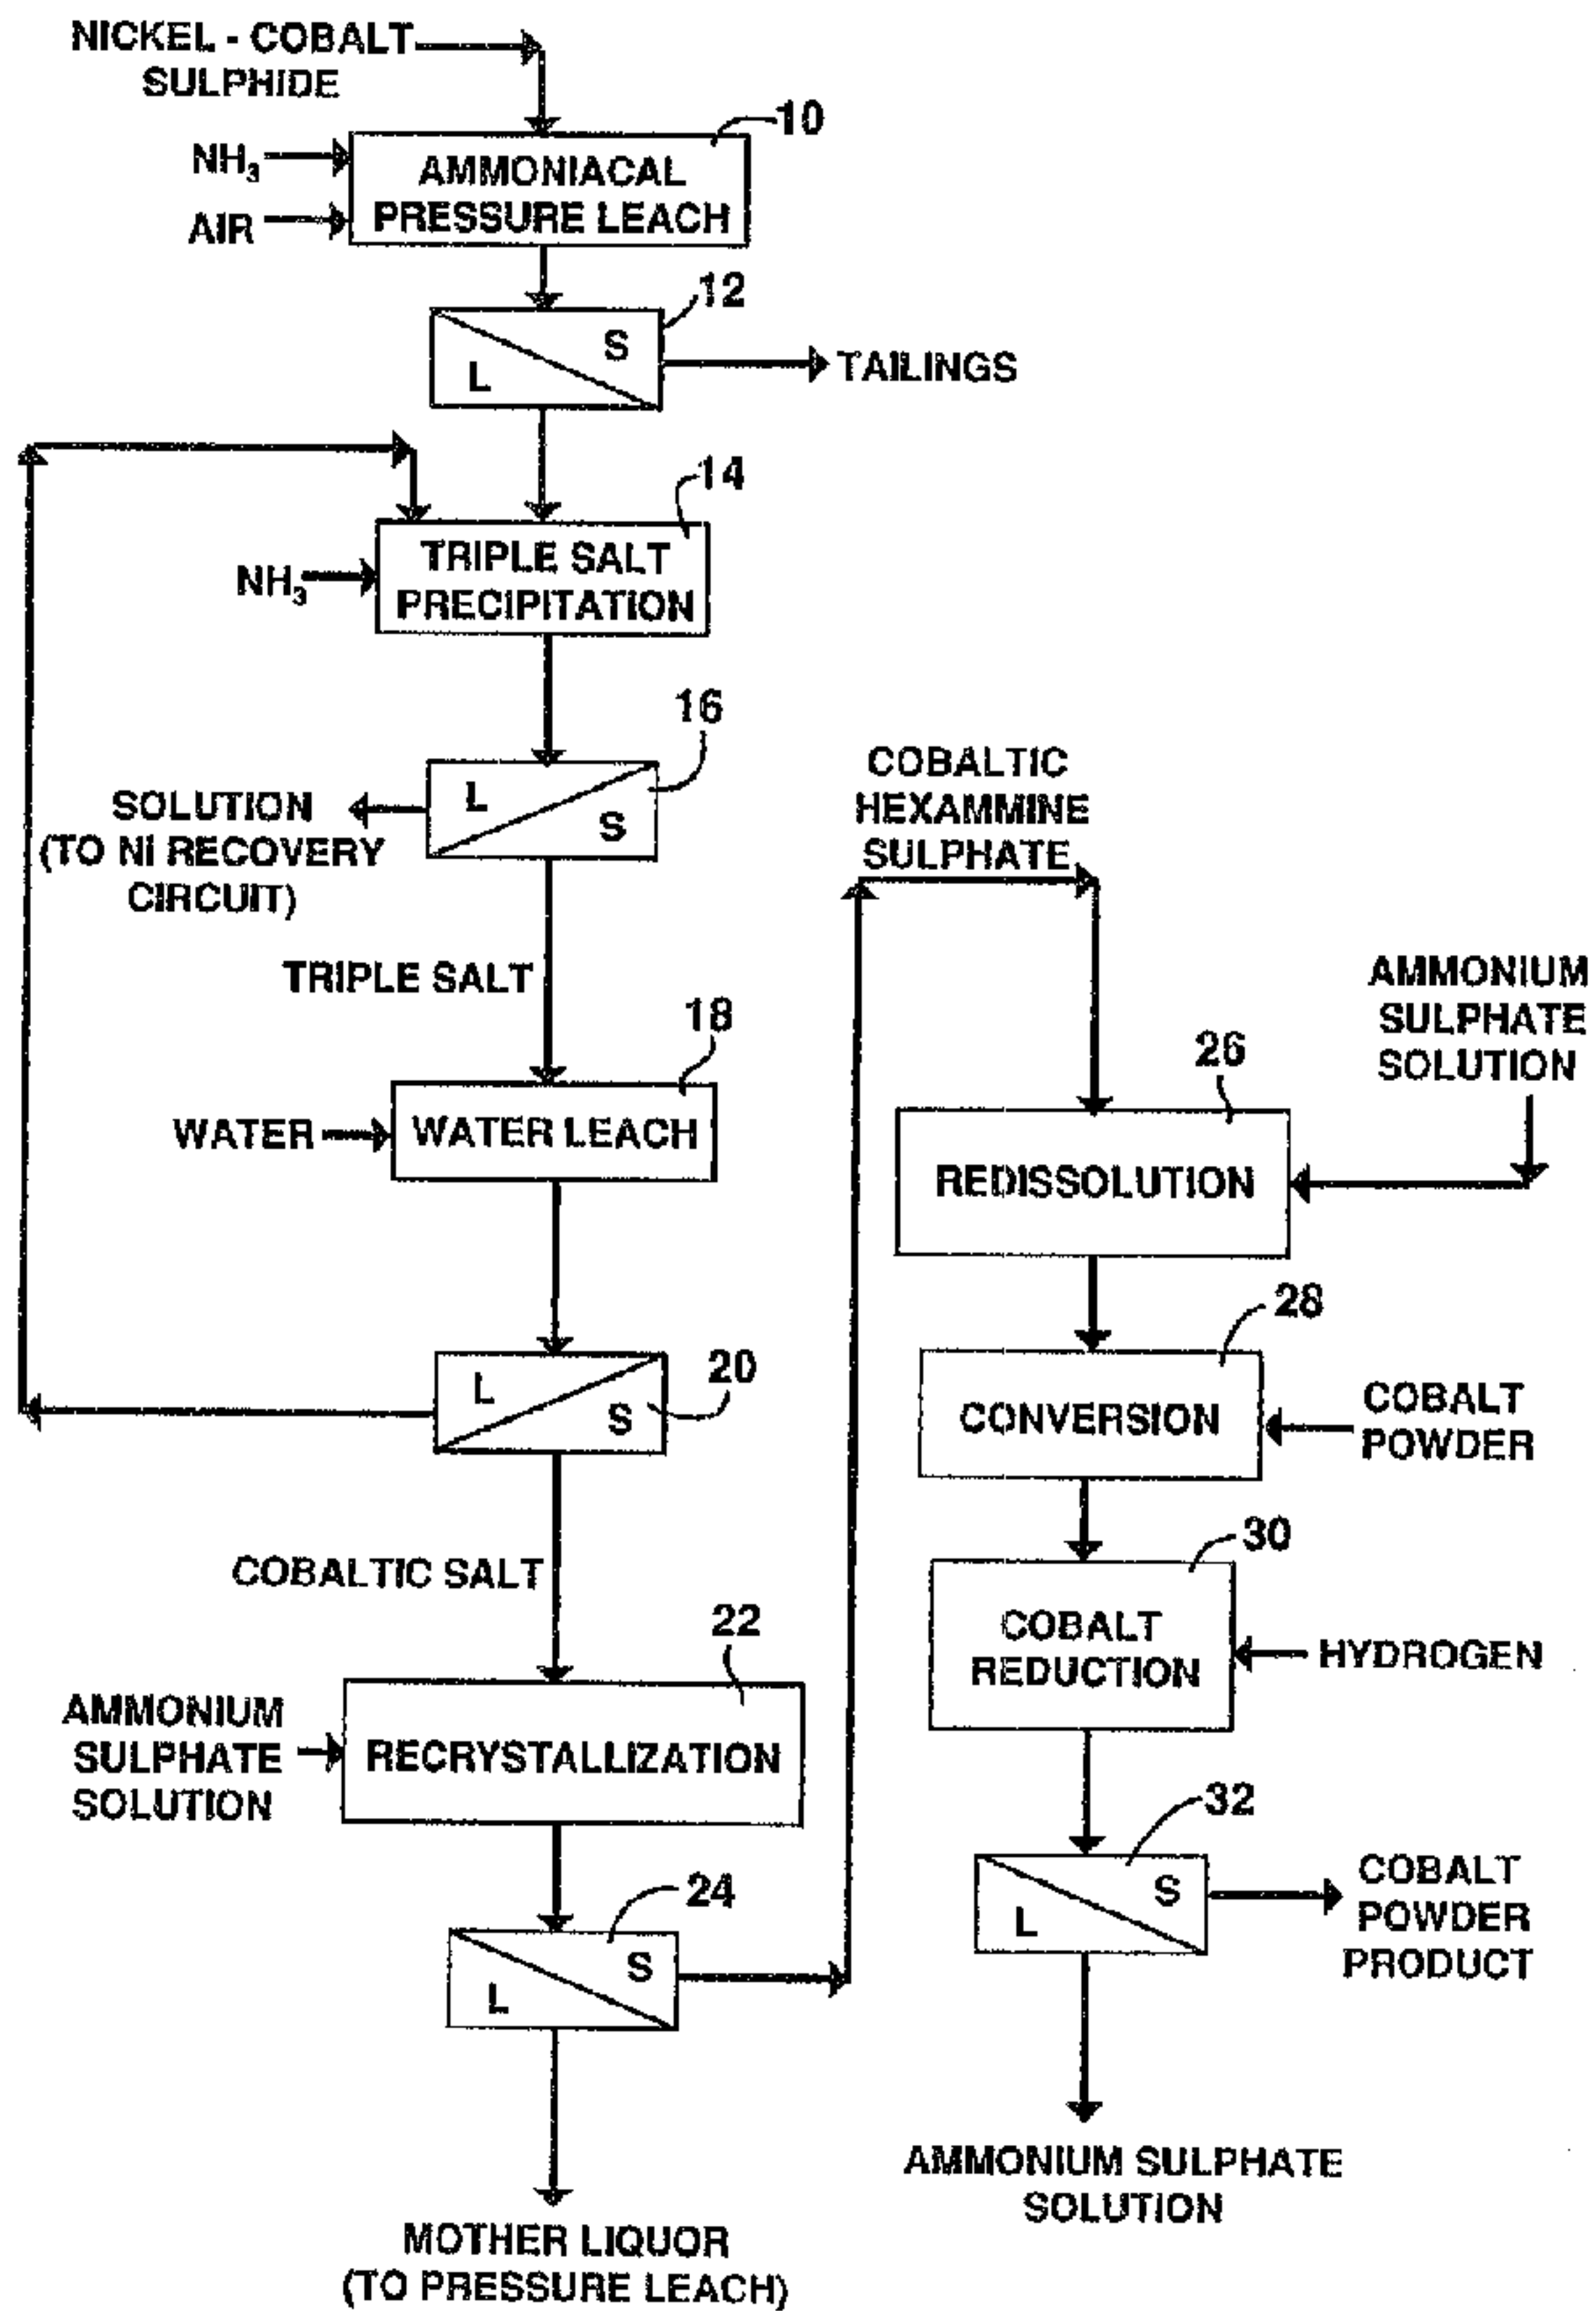 NICKEL - COBALT
SULPHIDE
10
NH₃
AIR
AMMONIACAL
PRESSURE LEACH
12
S
L
TAILINGS
14
NH₃
TRIPLE SALT
PRECIPITATION
16
L
S
SOLUTION
(TO Ni RECOVERY
CIRCUIT)
TRIPLE SALT
18
WATER
WATER LEACH
20
L
S
COBALTIC SALT
22
AMMONIUM
SULPHATE
SOLUTION
RECRYSTALLIZATION
24
S
L
MOTHER LIQUOR
(TO PRESSURE LEACH)
COBALTIC
HEXAMMINE
SULPHATE
AMMONIUM
SULPHATE
SOLUTION
26
REDISSOLUTION
28
CONVERSION
COBALT
POWDER
30
COBALT
REDUCTION
HYDROGEN
32
S
L
COBALT
POWDER
PRODUCT
AMMONIUM SULPHATE
SOLUTION